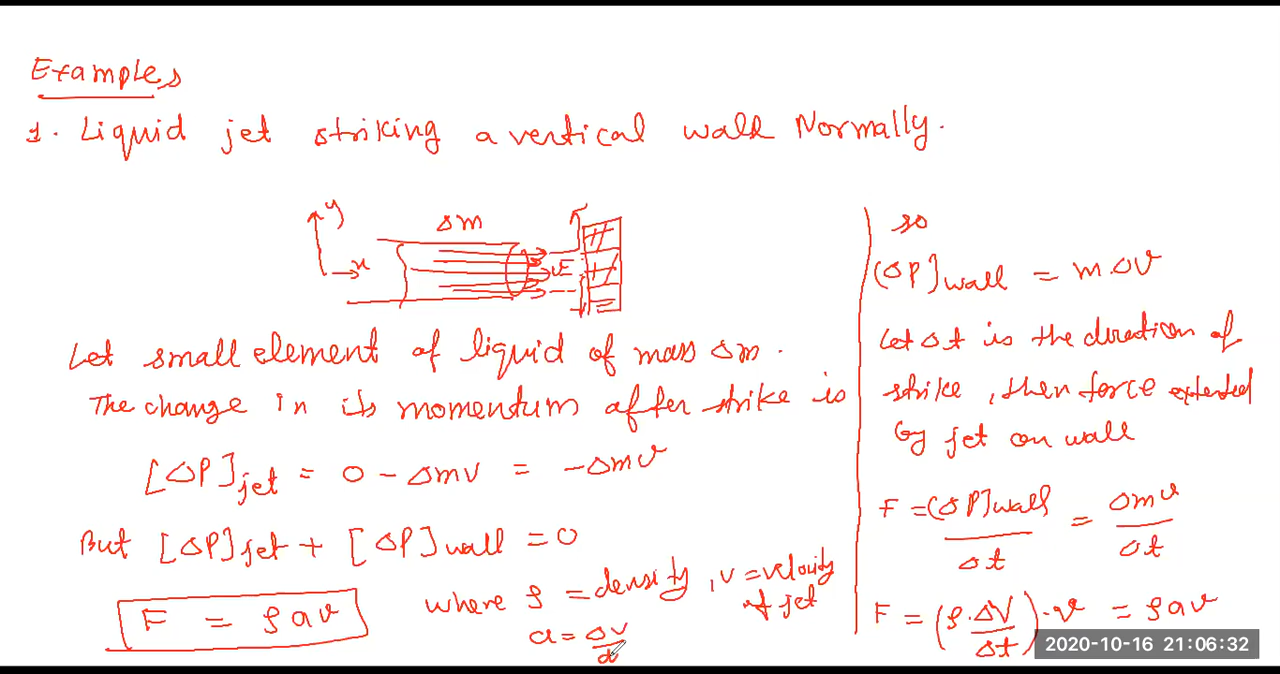 Examples
1. Liquid jet striking a vertical wall Normally.
y
x
Δm
v
Let small element of liquid of mass Δm.
The change in its momentum after strike is
[ΔP]jet = 0 - Δmv = -Δmv
But [ΔP]jet + [ΔP]wall = 0
F = ρav
where ρ = density, v = velocity of jet
a = ΔV
so
(ΔP]wall = m.Δv
Let Δt is the duration of
strike, then force extended
by jet on wall
F = (ΔP]wall / Δt = Δmv / Δt
F = (ρ.ΔV / Δt).v = ρav
2020-10-16 21:06:32